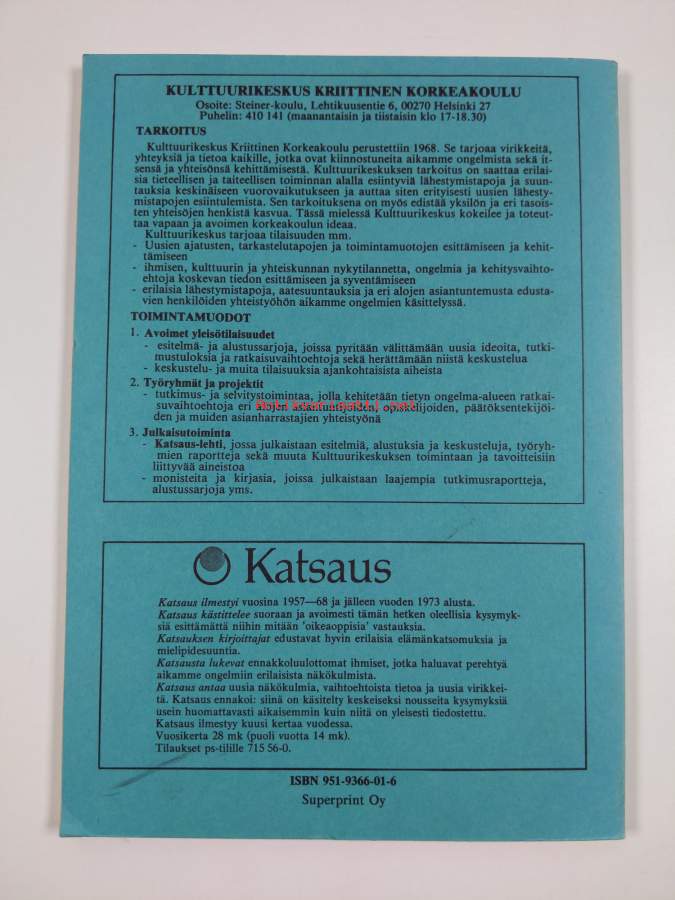 KULTTUURIKESKUS KRIITTINEN KORKEAKOULU
Osoite: Steiner-koulu, Lehtikuusentie 6, 00270 Helsinki 27
Puhelin: 410 141 (maanantaisin ja tiistaisin klo 17-18.30)
TARKOITUS
Kulttuurikeskus Kriittinen Korkeakoulu perustettiin 1968. Se tarjoaa virikkeitä,
yhteyksiä ja tietoa kaikille, jotka ovat kiinnostuneita aikamme ongelmista sekä it-
sensä ja yhteisönsä kehittämisestä. Kulttuurikeskuksen tarkoitus on saattaa erilai-
sia tieteellisen ja taiteellisen toiminnan alalla esiintyviä lähestymistapoja ja suun-
tauksia keskinäiseen vuorovaikutukseen ja auttaa siten erityisesti uusien lähesty-
mistapojen esiintulemista. Sen tarkoituksena on myös edistää yksilön ja eri tasois-
ten yhteisöjen henkistä kasvua. Tässä mielessä Kulttuurikeskus kokeilee ja toteut-
taa vapaan ja avoimen korkeakoulun ideaa.
Kulttuurikeskus tarjoaa tilaisuuden mm.
- Uusien ajatusten, tarkastelutapojen ja toimintamuotojen esittämiseen ja kehit-
tämiseen
- ihmisen, kulttuurin ja yhteiskunnan nykytilannetta, ongelmia ja kehitysvaihto-
ehtoja koskevan tiedon esittämiseen ja syventämiseen
- erilaisia lähestymistapoja, aatesuuntauksia ja eri alojen asiantuntemusta edusta-
vien henkilöiden yhteistyöhön aikamme ongelmien käsittelyssä.
TOIMINTAMUODOT
1. Avoimet yleisötilaisuudet
- esitelmä- ja alustussarjoja, joissa pyritään välittämään uusia ideoita, tutki-
mustuloksia ja ratkaisuvaihtoehtoja sekä herättämään niistä keskustelua
- keskustelu- ja muita tilaisuuksia ajankohtaisista aiheista
2. Työryhmät ja projektit
- tutkimus- ja selvitystoimintaa, jolla kehitetään tietyn ongelma-alueen ratkai-
suvaihtoehtoja eri alojen asiantuntijoiden, opiskelijoiden, päätöksentekijöi-
den ja muiden asianharrastajien yhteistyönä
3. Julkaisutoiminta
- Katsaus-lehti, jossa julkaistaan esitelmiä, alustuksia ja keskusteluja, työryh-
mien raportteja sekä muuta Kulttuurikeskuksen toimintaan ja tavoitteisiin
liittyvää aineistoa
- monisteita ja kirjasia, joissa julkaistaan laajempia tutkimusraportteja,
alustussarjoja yms.
Katsaus
Katsaus ilmestyi vuosina 1957—68 ja jälleen vuoden 1973 alusta.
Katsaus kästittelee suoraan ja avoimesti tämän hetken oleellisia kysymyk-
siä esittämättä niihin mitään 'oikeaoppisia' vastauksia.
Katsauksen kirjoittajat edustavat hyvin erilaisia elämänkatsomuksia ja
mielipidesuuntia.
Katsausta lukevat ennakkoluulottomat ihmiset, jotka haluavat perehtyä
aikamme ongelmiin erilaisista näkökulmista.
Katsaus antaa uusia näkökulmia, vaihtoehtoista tietoa ja uusia virikkei-
tä. Katsaus ennakoi: siinä on käsitelty keskeiseksi nousseita kysymyksiä
usein huomattavasti aikaisemmin kuin niitä on yleisesti tiedostettu.
Katsaus ilmestyy kuusi kertaa vuodessa.
Vuosikerta 28 mk (puoli vuotta 14 mk).
Tilaukset ps-tilille 715 56-0.
ISBN 951-9366-01-6
Superprint Oy